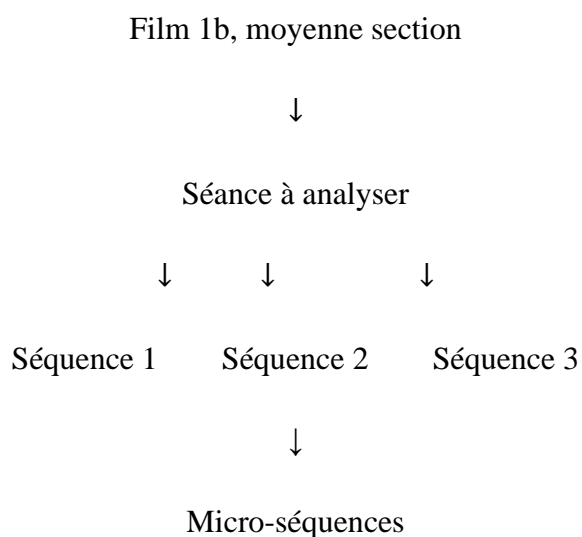 Film 1b, moyenne section
↓
Séance à analyser
↓ ↓ ↓
Séquence 1 Séquence 2 Séquence 3
↓
Micro-séquences